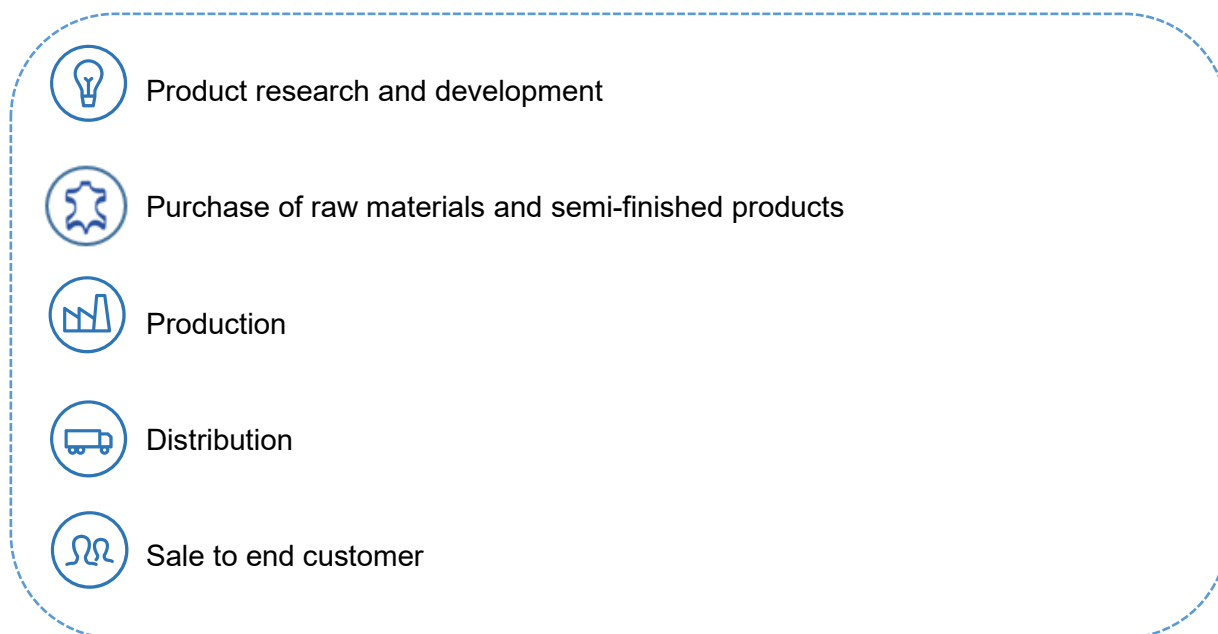 Product research and development
Purchase of raw materials and semi-finished products
Production
Distribution
Sale to end customer